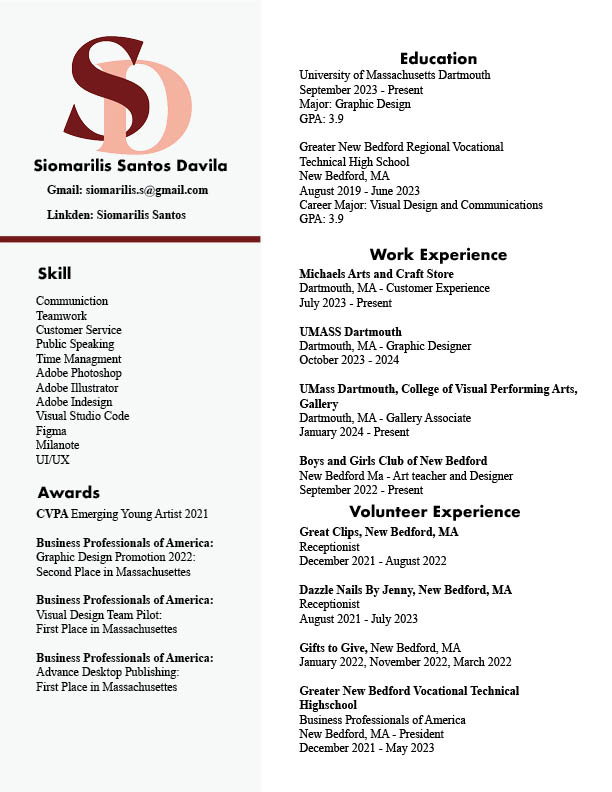 SD
Siomarilis Santos Davila
Gmail: siomarilis.s@gmail.com
Linkden: Siomarilis Santos
Skill
Communiction
Teamwork
Customer Service
Public Speaking
Time Managment
Adobe Photoshop
Adobe Illustrator
Adobe Indesign
Visual Studio Code
Figma
Milanote
UI/UX
Awards
CVPA Emerging Young Artist 2021
Business Professionals of America:
Graphic Design Promotion 2022:
Second Place in Massachusettes
Business Professionals of America:
Visual Design Team Pilot:
First Place in Massachusettes
Business Professionals of America:
Advance Desktop Publishing:
First Place in Massachusettes
Education
University of Massachusetts Dartmouth
September 2023 - Present
Major: Graphic Design
GPA: 3.9
Greater New Bedford Regional Vocational
Technical High School
New Bedford, MA
August 2019 - June 2023
Career Major: Visual Design and Communications
GPA: 3.9
Work Experience
Michaels Arts and Craft Store
Dartmouth, MA - Customer Experience
July 2023 - Present
UMASS Dartmouth
Dartmouth, MA - Graphic Designer
October 2023 - 2024
UMass Dartmouth, College of Visual Performing Arts,
Gallery
Dartmouth, MA - Gallery Associate
January 2024 - Present
Boys and Girls Club of New Bedford
New Bedford Ma - Art teacher and Designer
September 2022 - Present
Volunteer Experience
Great Clips, New Bedford, MA
Receptionist
December 2021 - August 2022
Dazzle Nails By Jenny, New Bedford, MA
Receptionist
August 2021 - July 2023
Gifts to Give, New Bedford, MA
January 2022, November 2022, March 2022
Greater New Bedford Vocational Technical
Highschool
Business Professionals of America
New Bedford, MA - President
December 2021 - May 2023